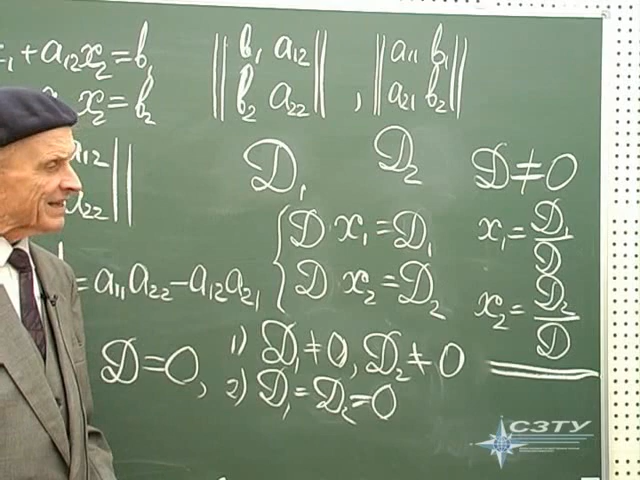 x₁ + a₁₂x₂ = b₁
x₂ = b₂
‖ b₁ a₁₂ ‖ , ‖ a₁₁ b₁ ‖
‖ b₂ a₂₂ ‖ ‖ a₂₁ b₂ ‖
a₁₂ ‖
a₂₂ ‖
D₁ D₂ D ≠ 0
{ D x₁ = D₁
D x₂ = D₂
x₁ = D₁/D
x₂ = D₂/D
= a₁₁a₂₂ − a₁₂a₂₁
D = 0, 1) D₁ ≠ 0, D₂ ≠ 0
2) D₁ = D₂ = 0
СЗТУ